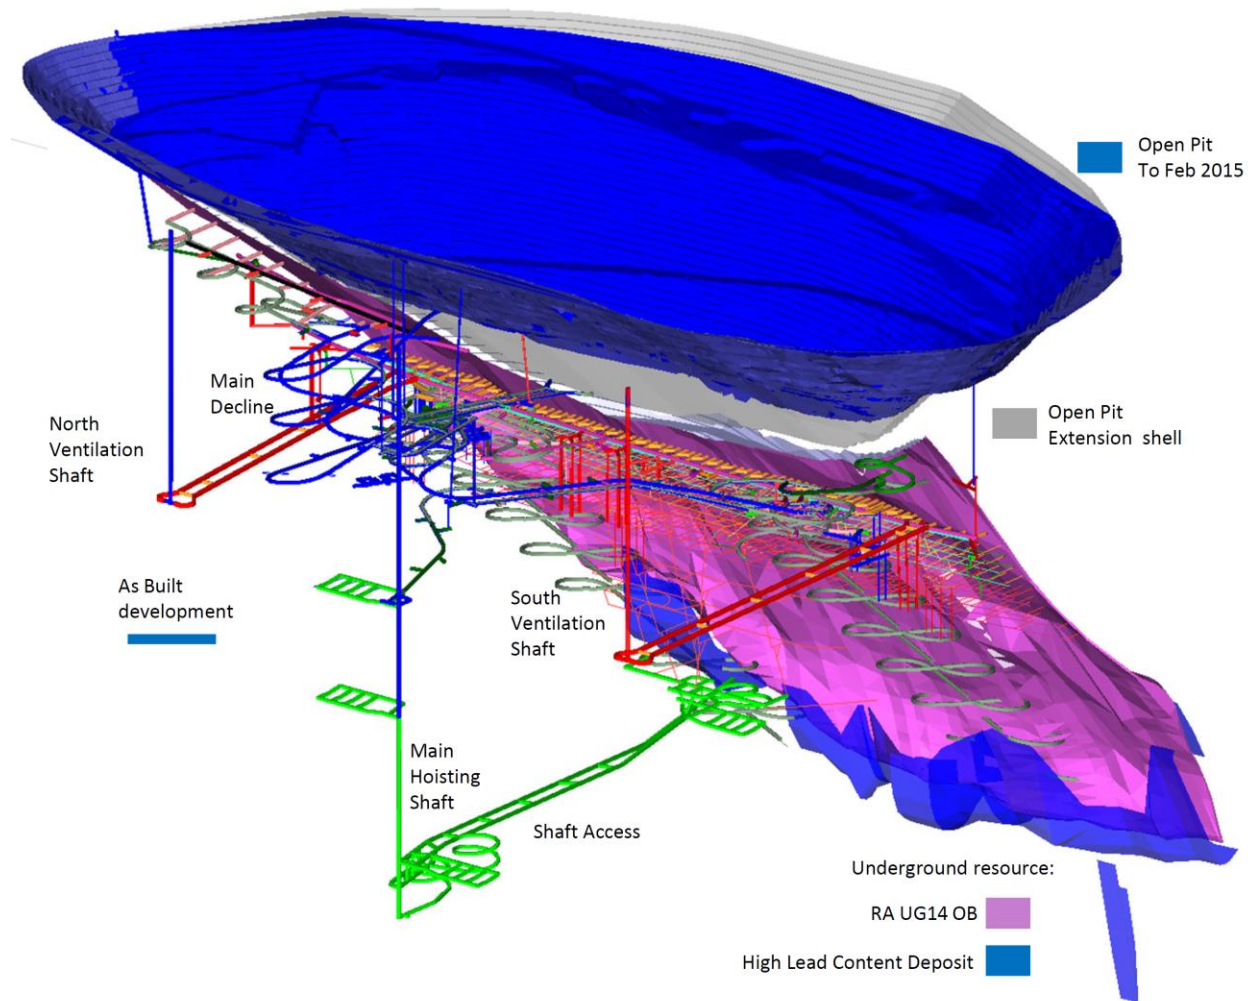 Open Pit
To Feb 2015
Main
Decline
North
Ventilation
Shaft
Open Pit
Extension shell
As Built
development
South
Ventilation
Shaft
Main
Hoisting
Shaft
Shaft Access
Underground resource:
RA UG14 OB
High Lead Content Deposit